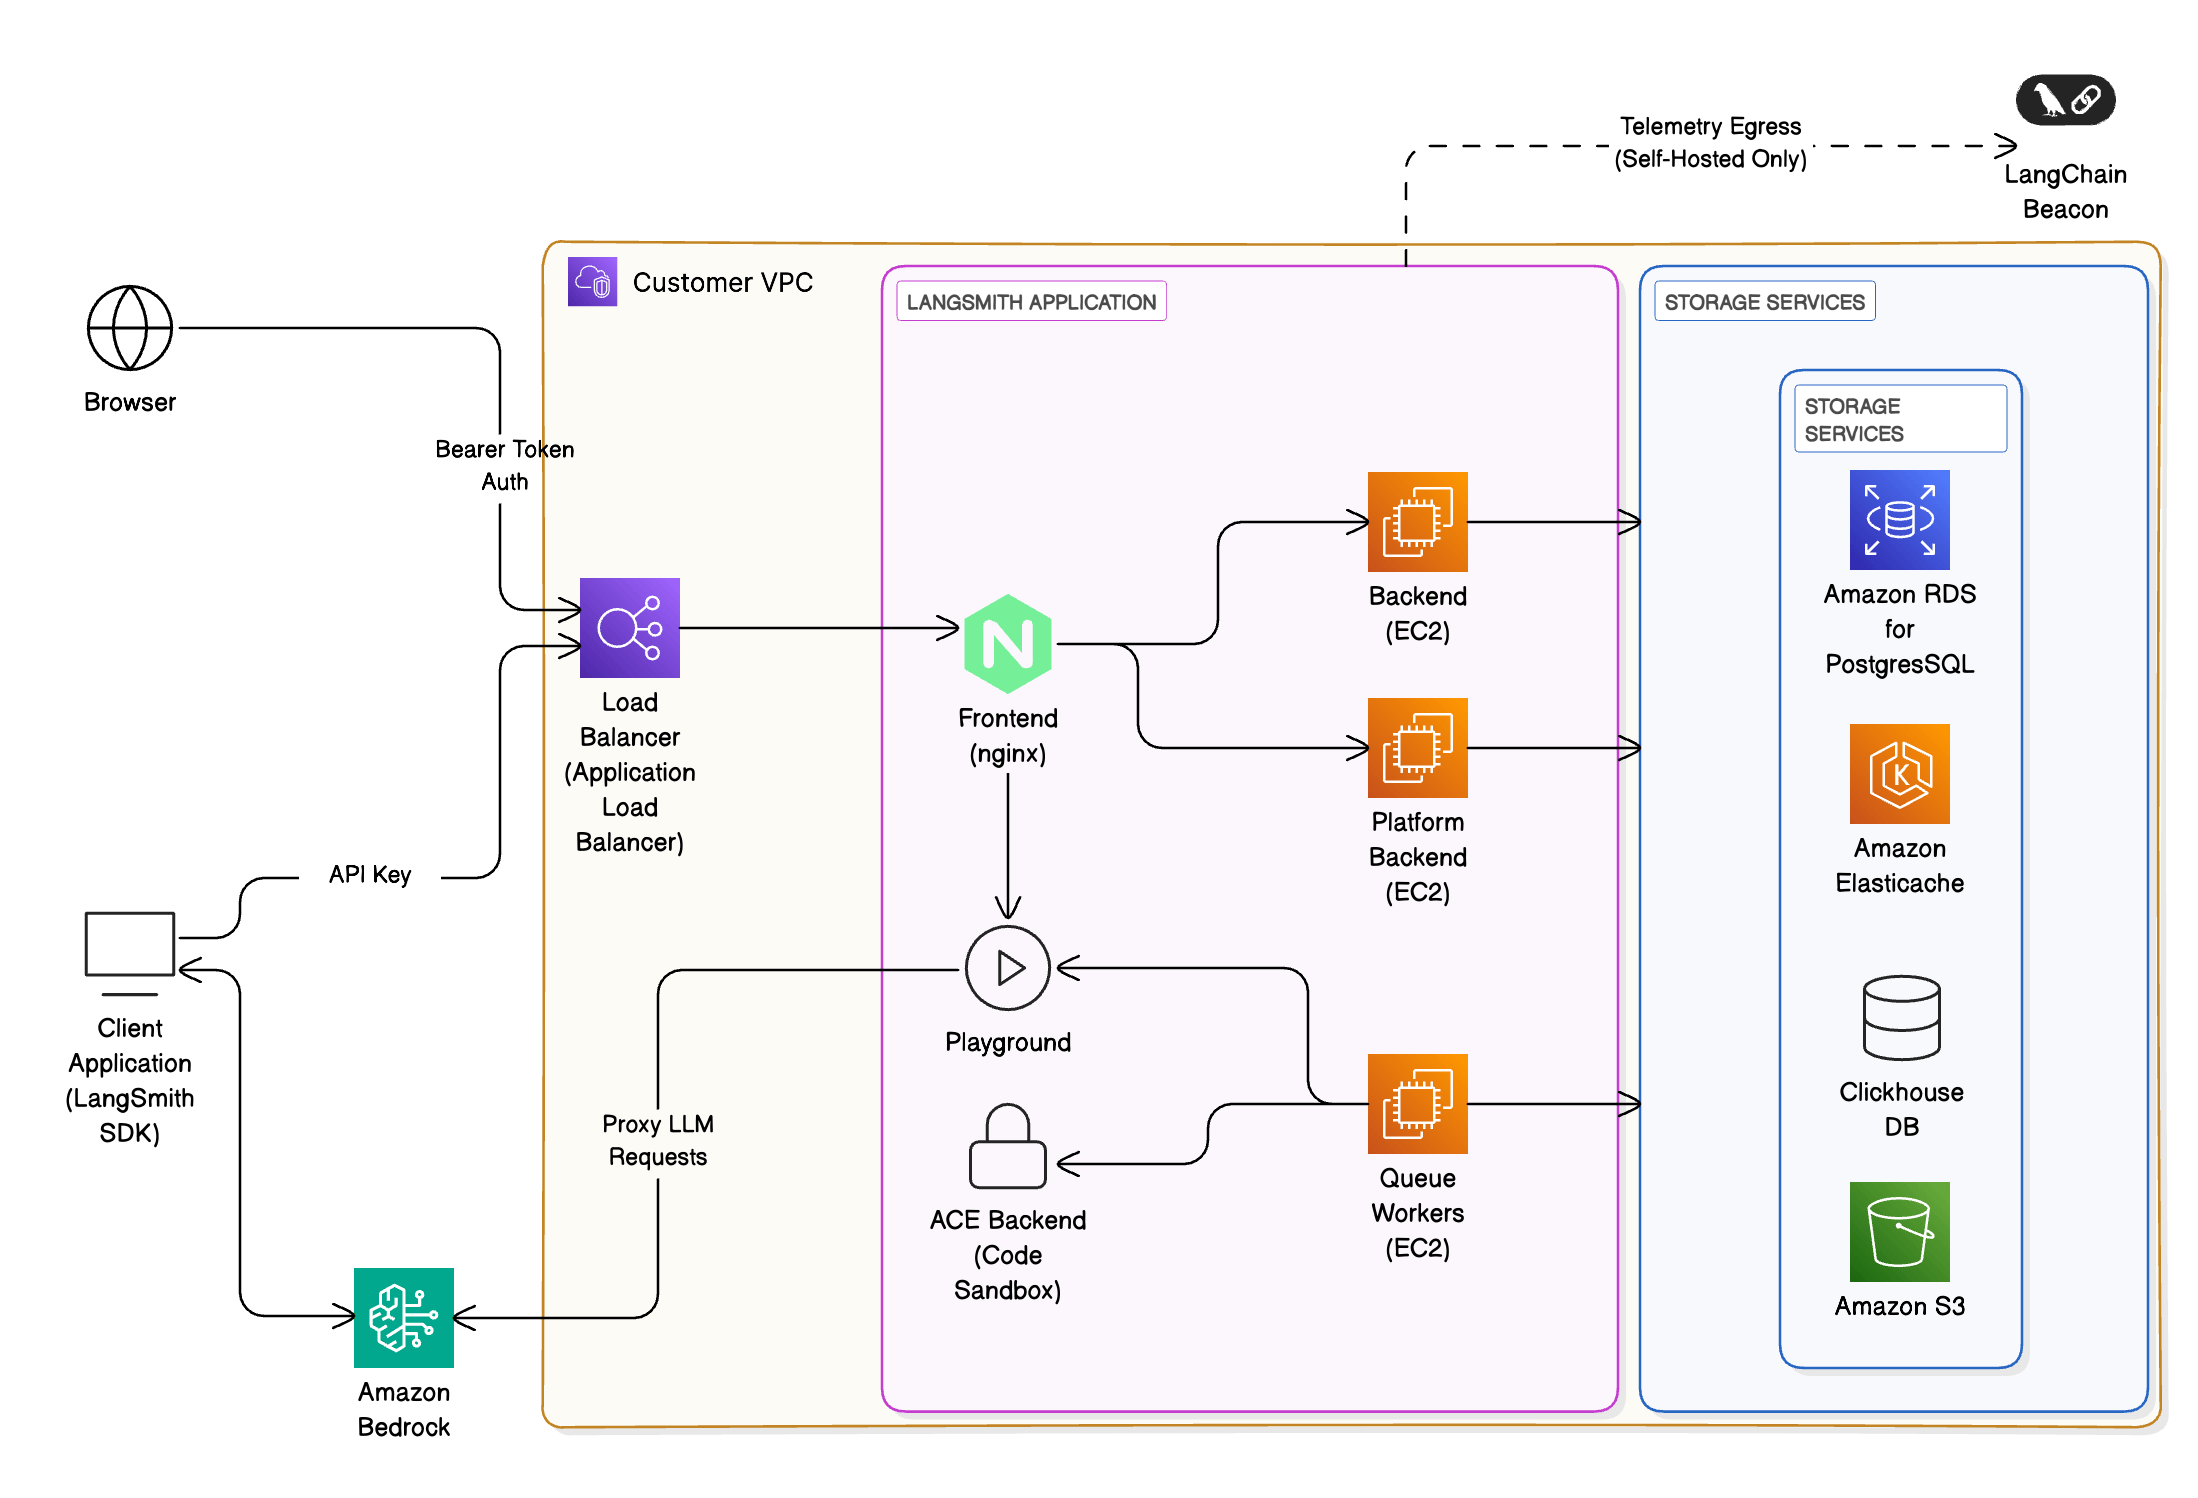 Telemetry Egress
(Self-Hosted Only)
LangChain
Beacon
Customer VPC
LANGSMITH APPLICATION
STORAGE SERVICES
Browser
STORAGE
SERVICES
Bearer Token
Auth
Backend
(EC2)
Amazon RDS
for
PostgresSQL
Load
Balancer
(Application
Load
Balancer)
Frontend
(nginx)
Platform
Backend
(EC2)
Amazon
Elasticache
API Key
Client
Application
(LangSmith
SDK)
Playground
Clickhouse
DB
Proxy LLM
Requests
ACE Backend
(Code
Sandbox)
Queue
Workers
(EC2)
Amazon S3
Amazon
Bedrock